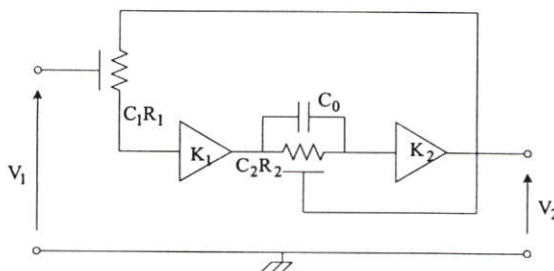 C₀
C₁R₁
K₁
C₂R₂
K₂
V₁
V₂